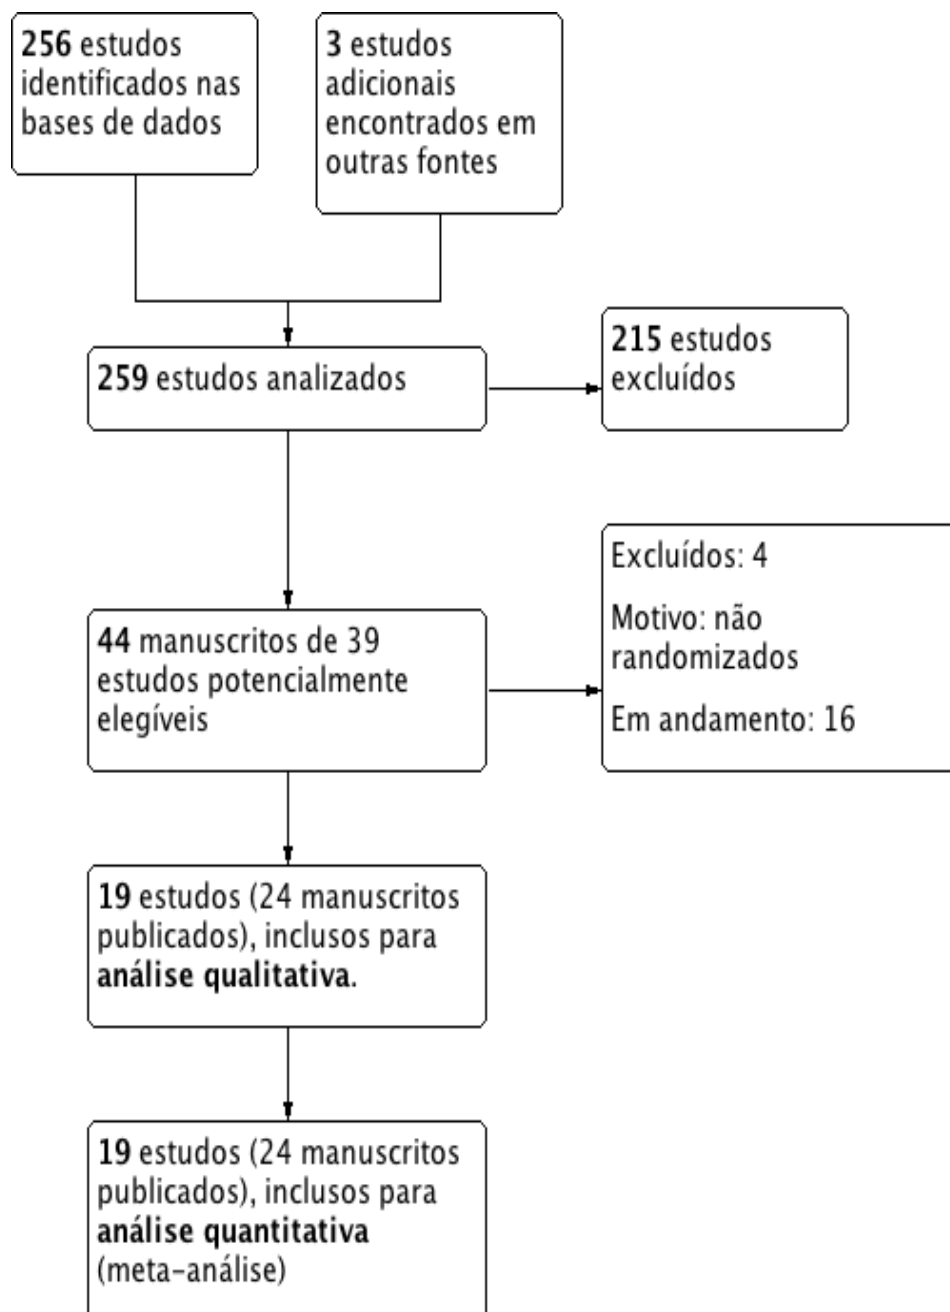 256 estudos
identificados nas
bases de dados
3 estudos
adicionais
encontrados em
outras fontes
259 estudos analizados
215 estudos
excluídos
44 manuscritos de 39
estudos potencialmente
elegíveis
Excluídos: 4
Motivo: não
randomizados
Em andamento: 16
19 estudos (24 manuscritos
publicados), inclusos para
análise qualitativa.
19 estudos (24 manuscritos
publicados), inclusos para
análise quantitativa
(meta-análise)